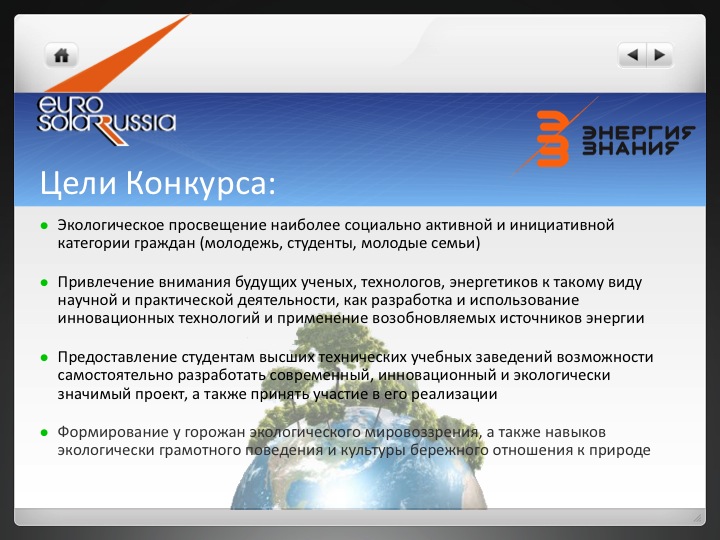 euro
solarrussia
ЭНЕРГИЯ
ЗНАНИЯ
Цели Конкурса:
Экологическое просвещение наиболее социально активной и инициативной
категории граждан (молодежь, студенты, молодые семьи)
Привлечение внимания будущих ученых, технологов, энергетиков к такому виду
научной и практической деятельности, как разработка и использование
инновационных технологий и применение возобновляемых источников энергии
Предоставление студентам высших технических учебных заведений возможности
самостоятельно разработать современный, инновационный и экологически
значимый проект, а также принять участие в его реализации
Формирование у горожан экологического мировоззрения, а также навыков
экологически грамотного поведения и культуры бережного отношения к природе